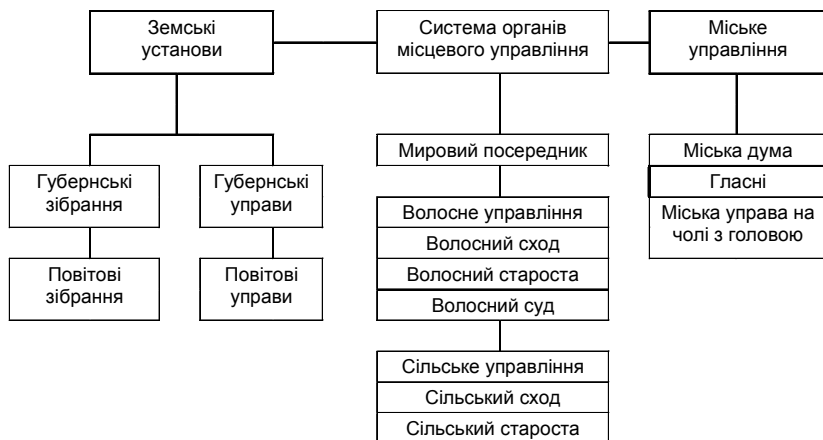 Земські
установи
Система органів
місцевого управління
Міське
управління
Губернські
зібрання
Губернські
управи
Повітові
зібрання
Повітові
управи
Мировий посередник
Волосне управління
Волосний сход
Волосний староста
Волосний суд
Сільське управління
Сільський сход
Сільський староста
Міська дума
Гласні
Міська управа на
чолі з головою